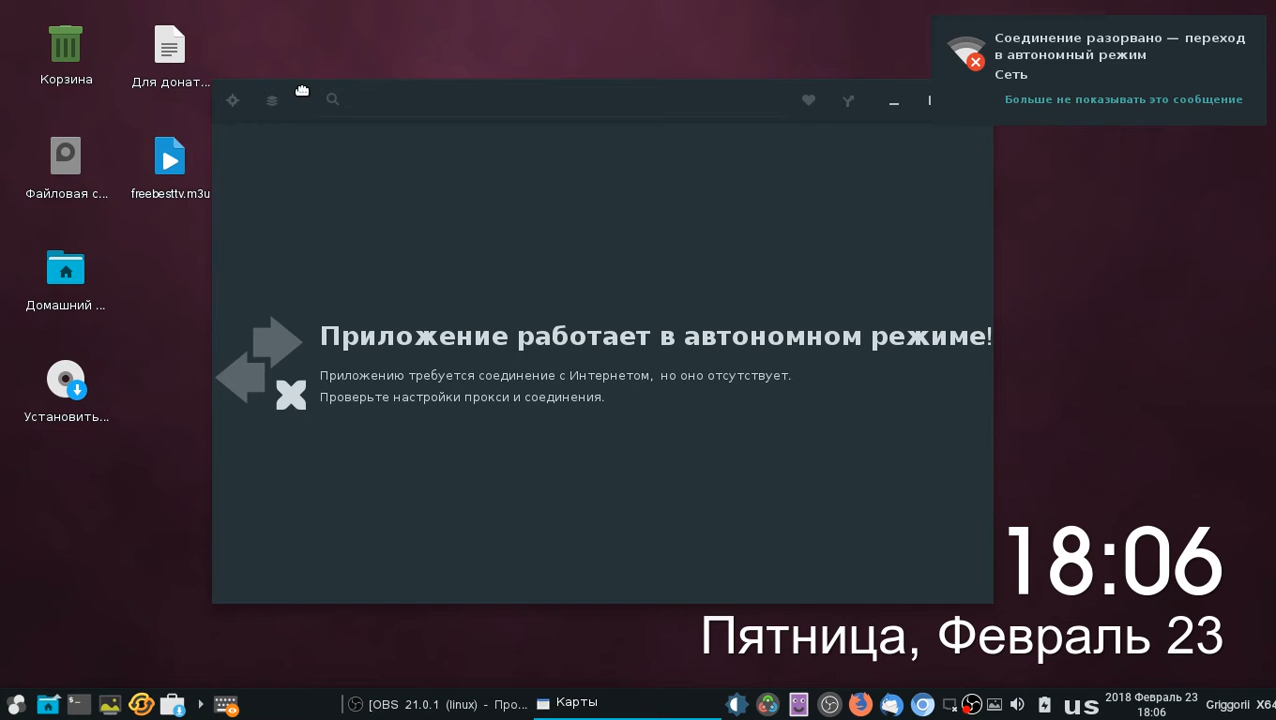 Корзина
Для донат...
Файловая с...
freebesttv.m3u
Домашний ...
Установить...
Соединение разорвано — переход
в автономный режим
Сеть
Больше не показывать это сообщение
Приложение работает в автономном режиме!
Приложению требуется соединение с Интернетом, но оно отсутствует.
Проверьте настройки прокси и соединения.
18:06
Пятница, Февраль 23
[OBS 21.0.1 (linux) - Про...
Карты
us
2018 Февраль 23
18:06
Griggorii X64